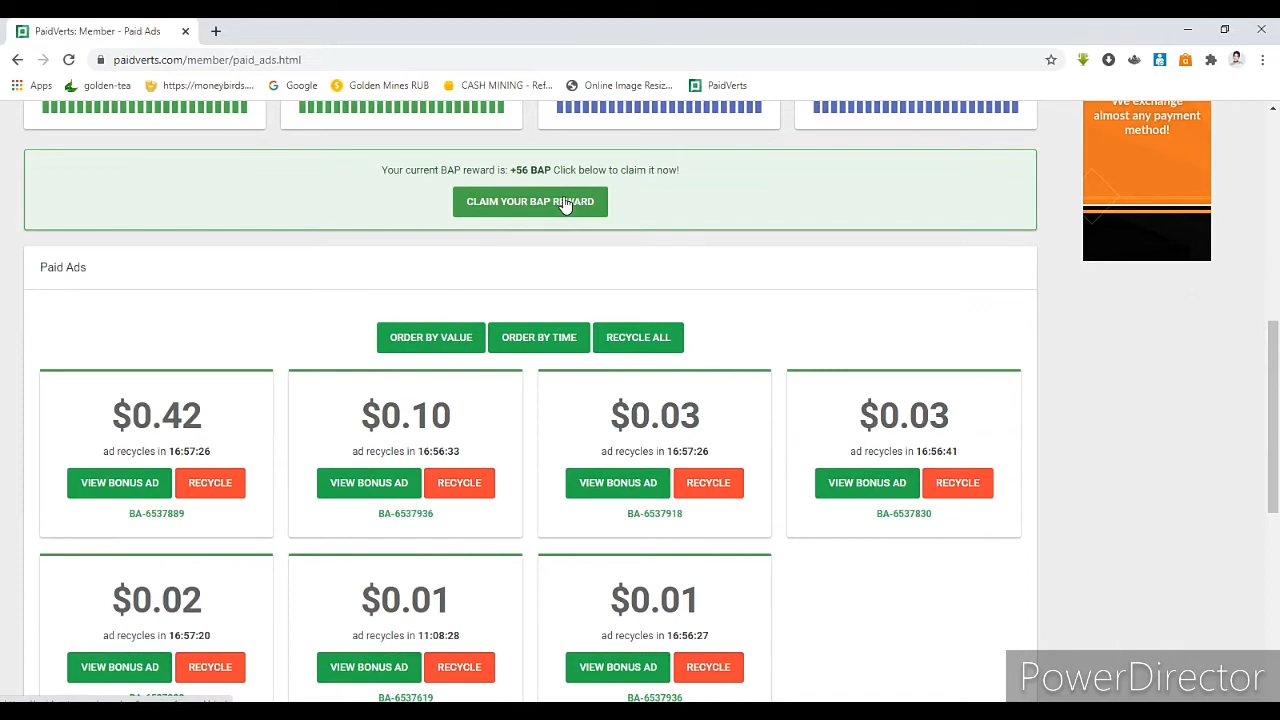 PaidVerts: Member - Paid Ads
paidverts.com/member/paid_ads.html
Apps
golden-tea
https://moneybirds....
Google
Golden Mines RUB
CASH MINING - Ref...
Online Image Resiz...
PaidVerts
We exchange
almost any payment
method!
Your current BAP reward is: +56 BAP Click below to claim it now!
CLAIM YOUR BAP REWARD
Paid Ads
ORDER BY VALUE ORDER BY TIME RECYCLE ALL
$0.42
ad recycles in 16:57:26
VIEW BONUS AD RECYCLE
BA-6537889
$0.10
ad recycles in 16:56:33
VIEW BONUS AD RECYCLE
BA-6537936
$0.03
ad recycles in 16:57:26
VIEW BONUS AD RECYCLE
BA-6537918
$0.03
ad recycles in 16:56:41
VIEW BONUS AD RECYCLE
BA-6537830
$0.02
ad recycles in 16:57:20
VIEW BONUS AD RECYCLE
$0.01
ad recycles in 11:08:28
VIEW BONUS AD RECYCLE
BA-6537619
$0.01
ad recycles in 16:56:27
VIEW BONUS AD RECYCLE
BA-6537936
PowerDirector